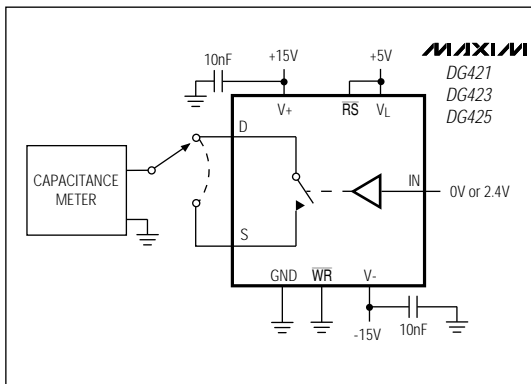 10nF
+15V
+5V
MAXIM
DG421
DG423
DG425
V+
RS
VL
D
CAPACITANCE
METER
IN
0V or 2.4V
S
GND
WR
V-
-15V
10nF